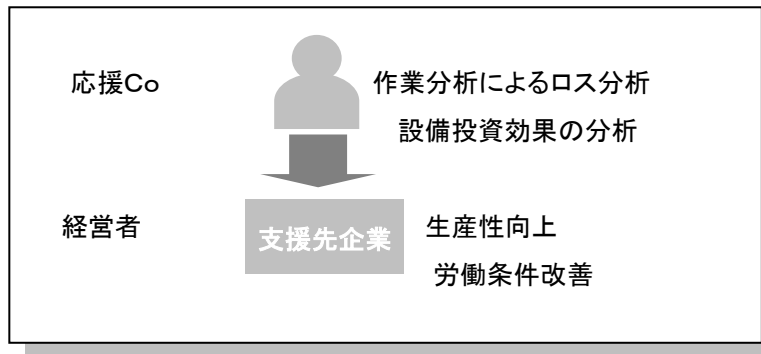 応援Co
作業分析によるロス分析
設備投資効果の分析
経営者
支援先企業
生産性向上
労働条件改善